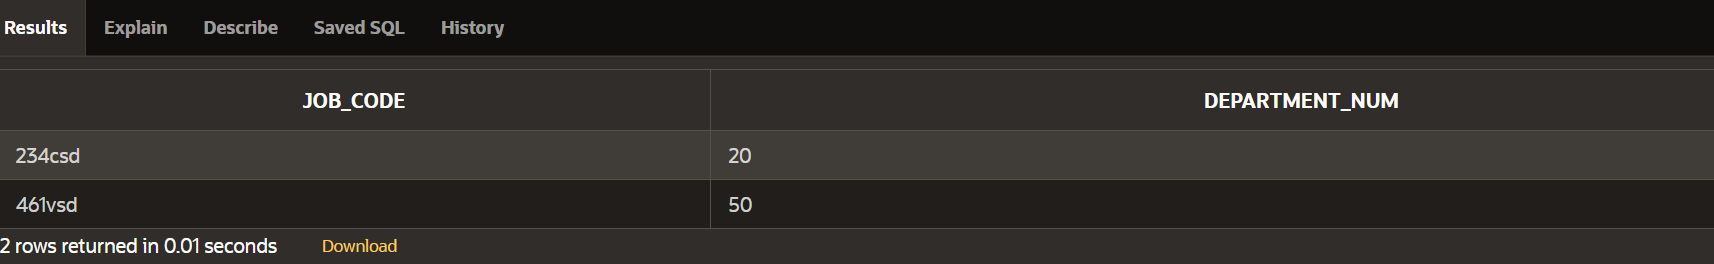 Results Explain Describe Saved SQL History
JOB_CODE DEPARTMENT_NUM
234csd 20
461vsd 50
2 rows returned in 0.01 seconds Download